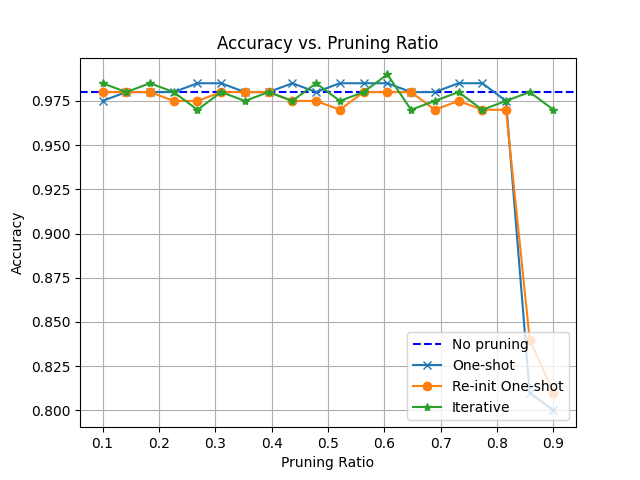 Accuracy vs. Pruning Ratio
Accuracy
0.975
0.950
0.925
0.900
0.875
0.850
0.825
0.800
No pruning
One-shot
Re-init One-shot
Iterative
0.1 0.2 0.3 0.4 0.5 0.6 0.7 0.8 0.9
Pruning Ratio